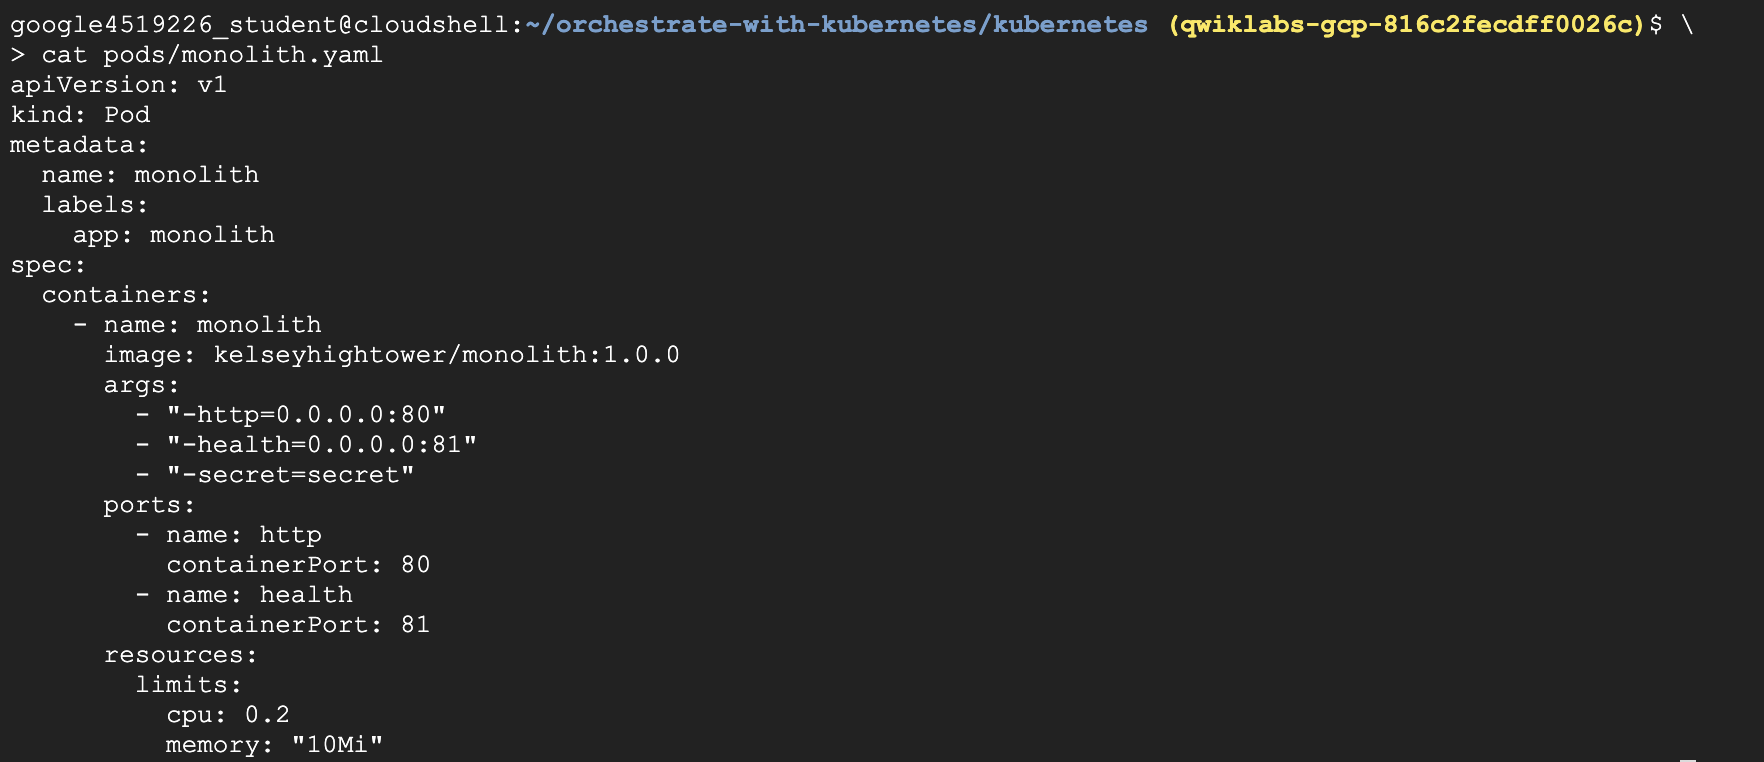 google4519226_student@cloudshell:~/orchestrate-with-kubernetes/kubernetes (qwiklabs-gcp-816c2fecdff0026c)$ \
> cat pods/monolith.yaml
apiVersion: v1
kind: Pod
metadata:
  name: monolith
  labels:
    app: monolith
spec:
  containers:
    - name: monolith
      image: kelseyhightower/monolith:1.0.0
      args:
        - "-http=0.0.0.0:80"
        - "-health=0.0.0.0:81"
        - "-secret=secret"
      ports:
        - name: http
          containerPort: 80
        - name: health
          containerPort: 81
      resources:
        limits:
          cpu: 0.2
          memory: "10Mi"